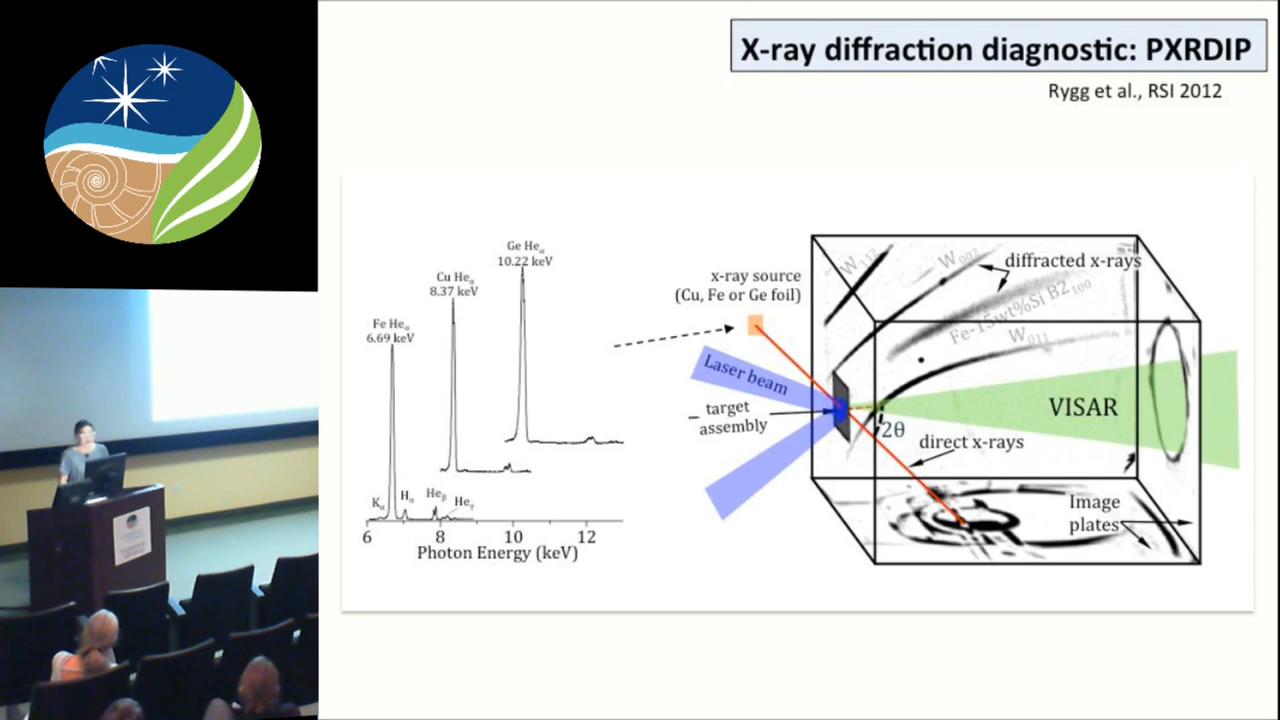 X-ray diffraction diagnostic: PXRDIP
Rygg et al., RSI 2012
Ge Heα
10.22 keV
Cu Heα
8.37 keV
Fe Heα
6.69 keV
Kα
Hα
Heβ
Heγ
6
8
10
12
Photon Energy (keV)
x-ray source
(Cu, Fe or Ge foil)
Laser beam
target
assembly
W112
W002
diffracted x-rays
Fe-15wt%Si B2100
W011
VISAR
2θ
direct x-rays
Image
plates